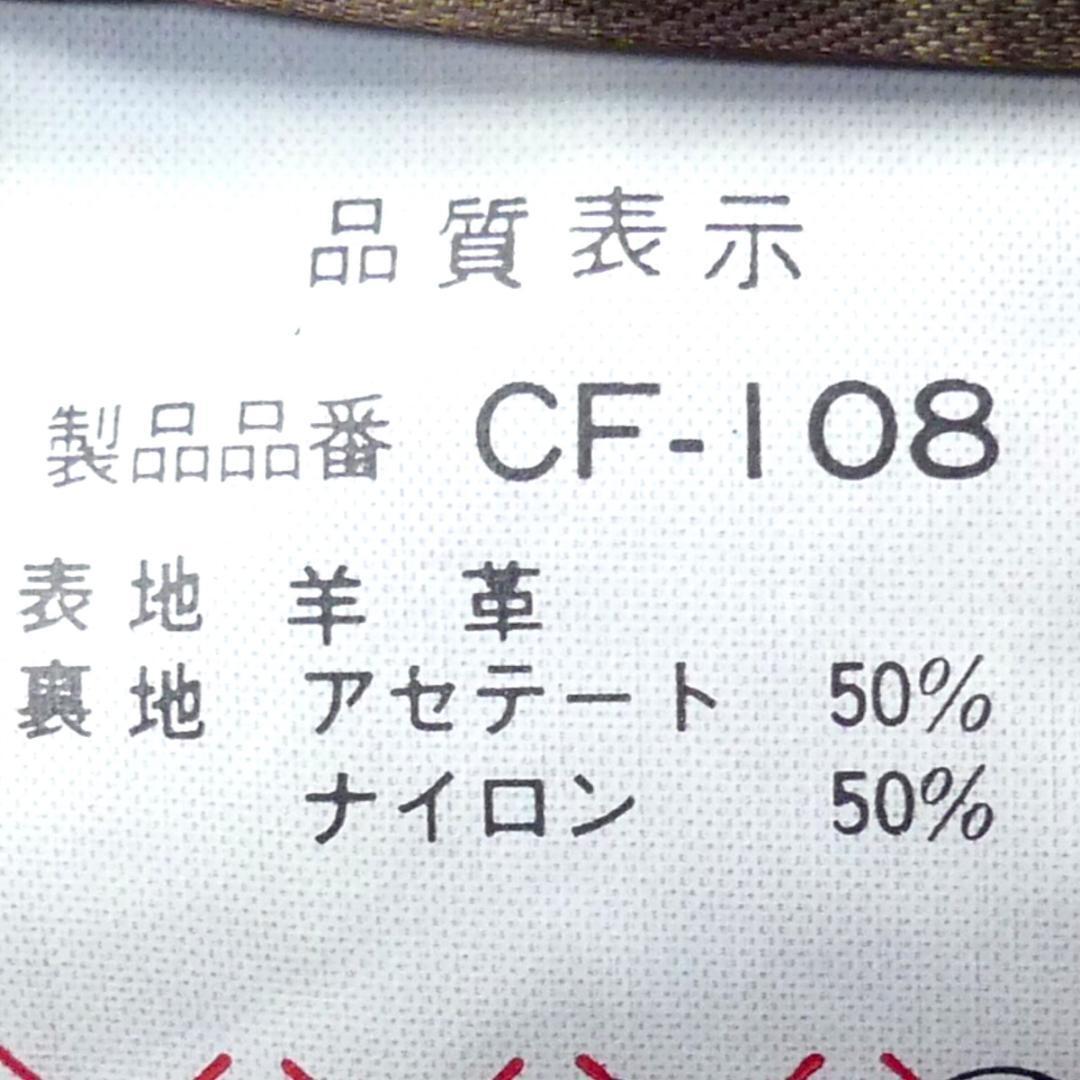 品質表示
製品品番 CF-108
表地 羊革
裏地 アセテート 50%
ナイロン 50%